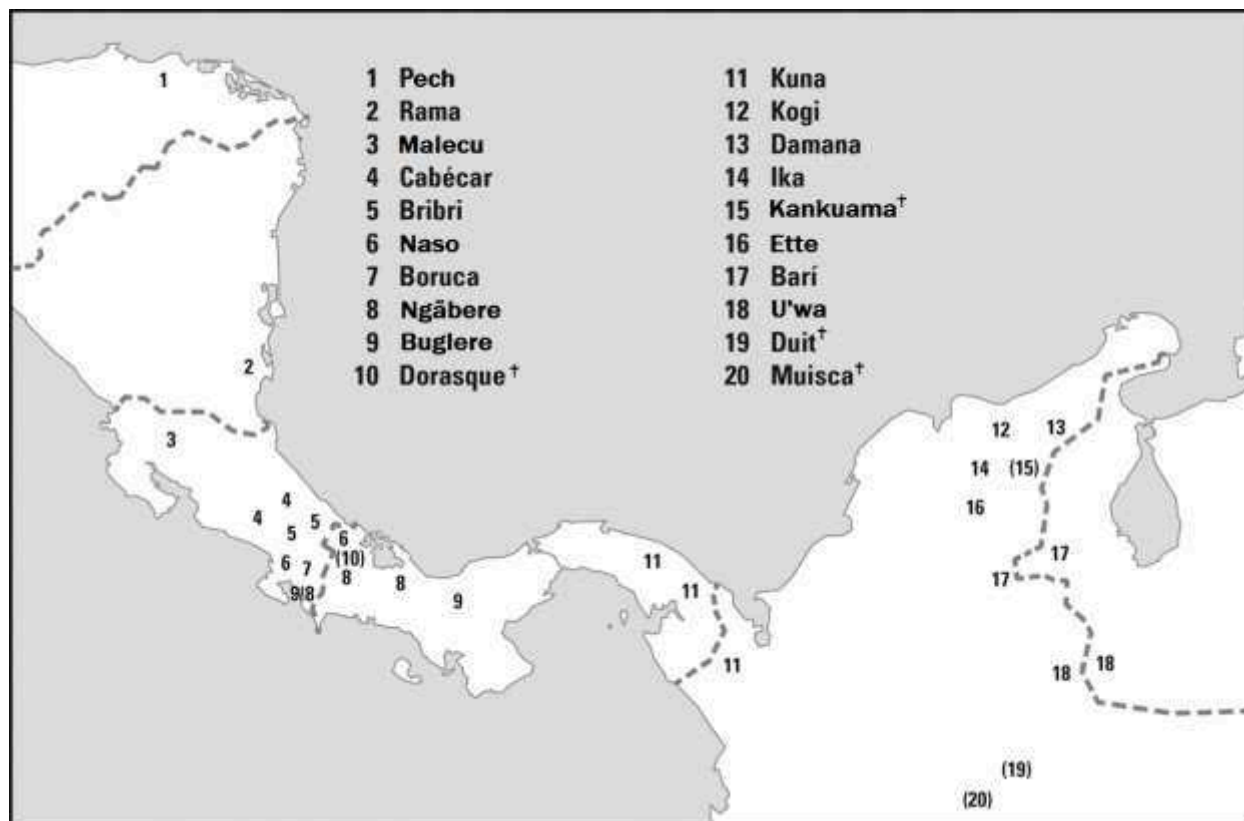 1 Pech
2 Rama
3 Malecu
4 Cabécar
5 Bribri
6 Naso
7 Boruca
8 Ngäbere
9 Buglere
10 Dorasque†
11 Kuna
12 Kogi
13 Damana
14 Ika
15 Kankuama†
16 Ette
17 Barí
18 U'wa
19 Duit†
20 Muisca†
1
2
3
4
4
5
5
6
(10)
6
7
8
8
9(8
9
11
11
11
12
13
14
(15)
16
17
17
18
18
(19)
(20)